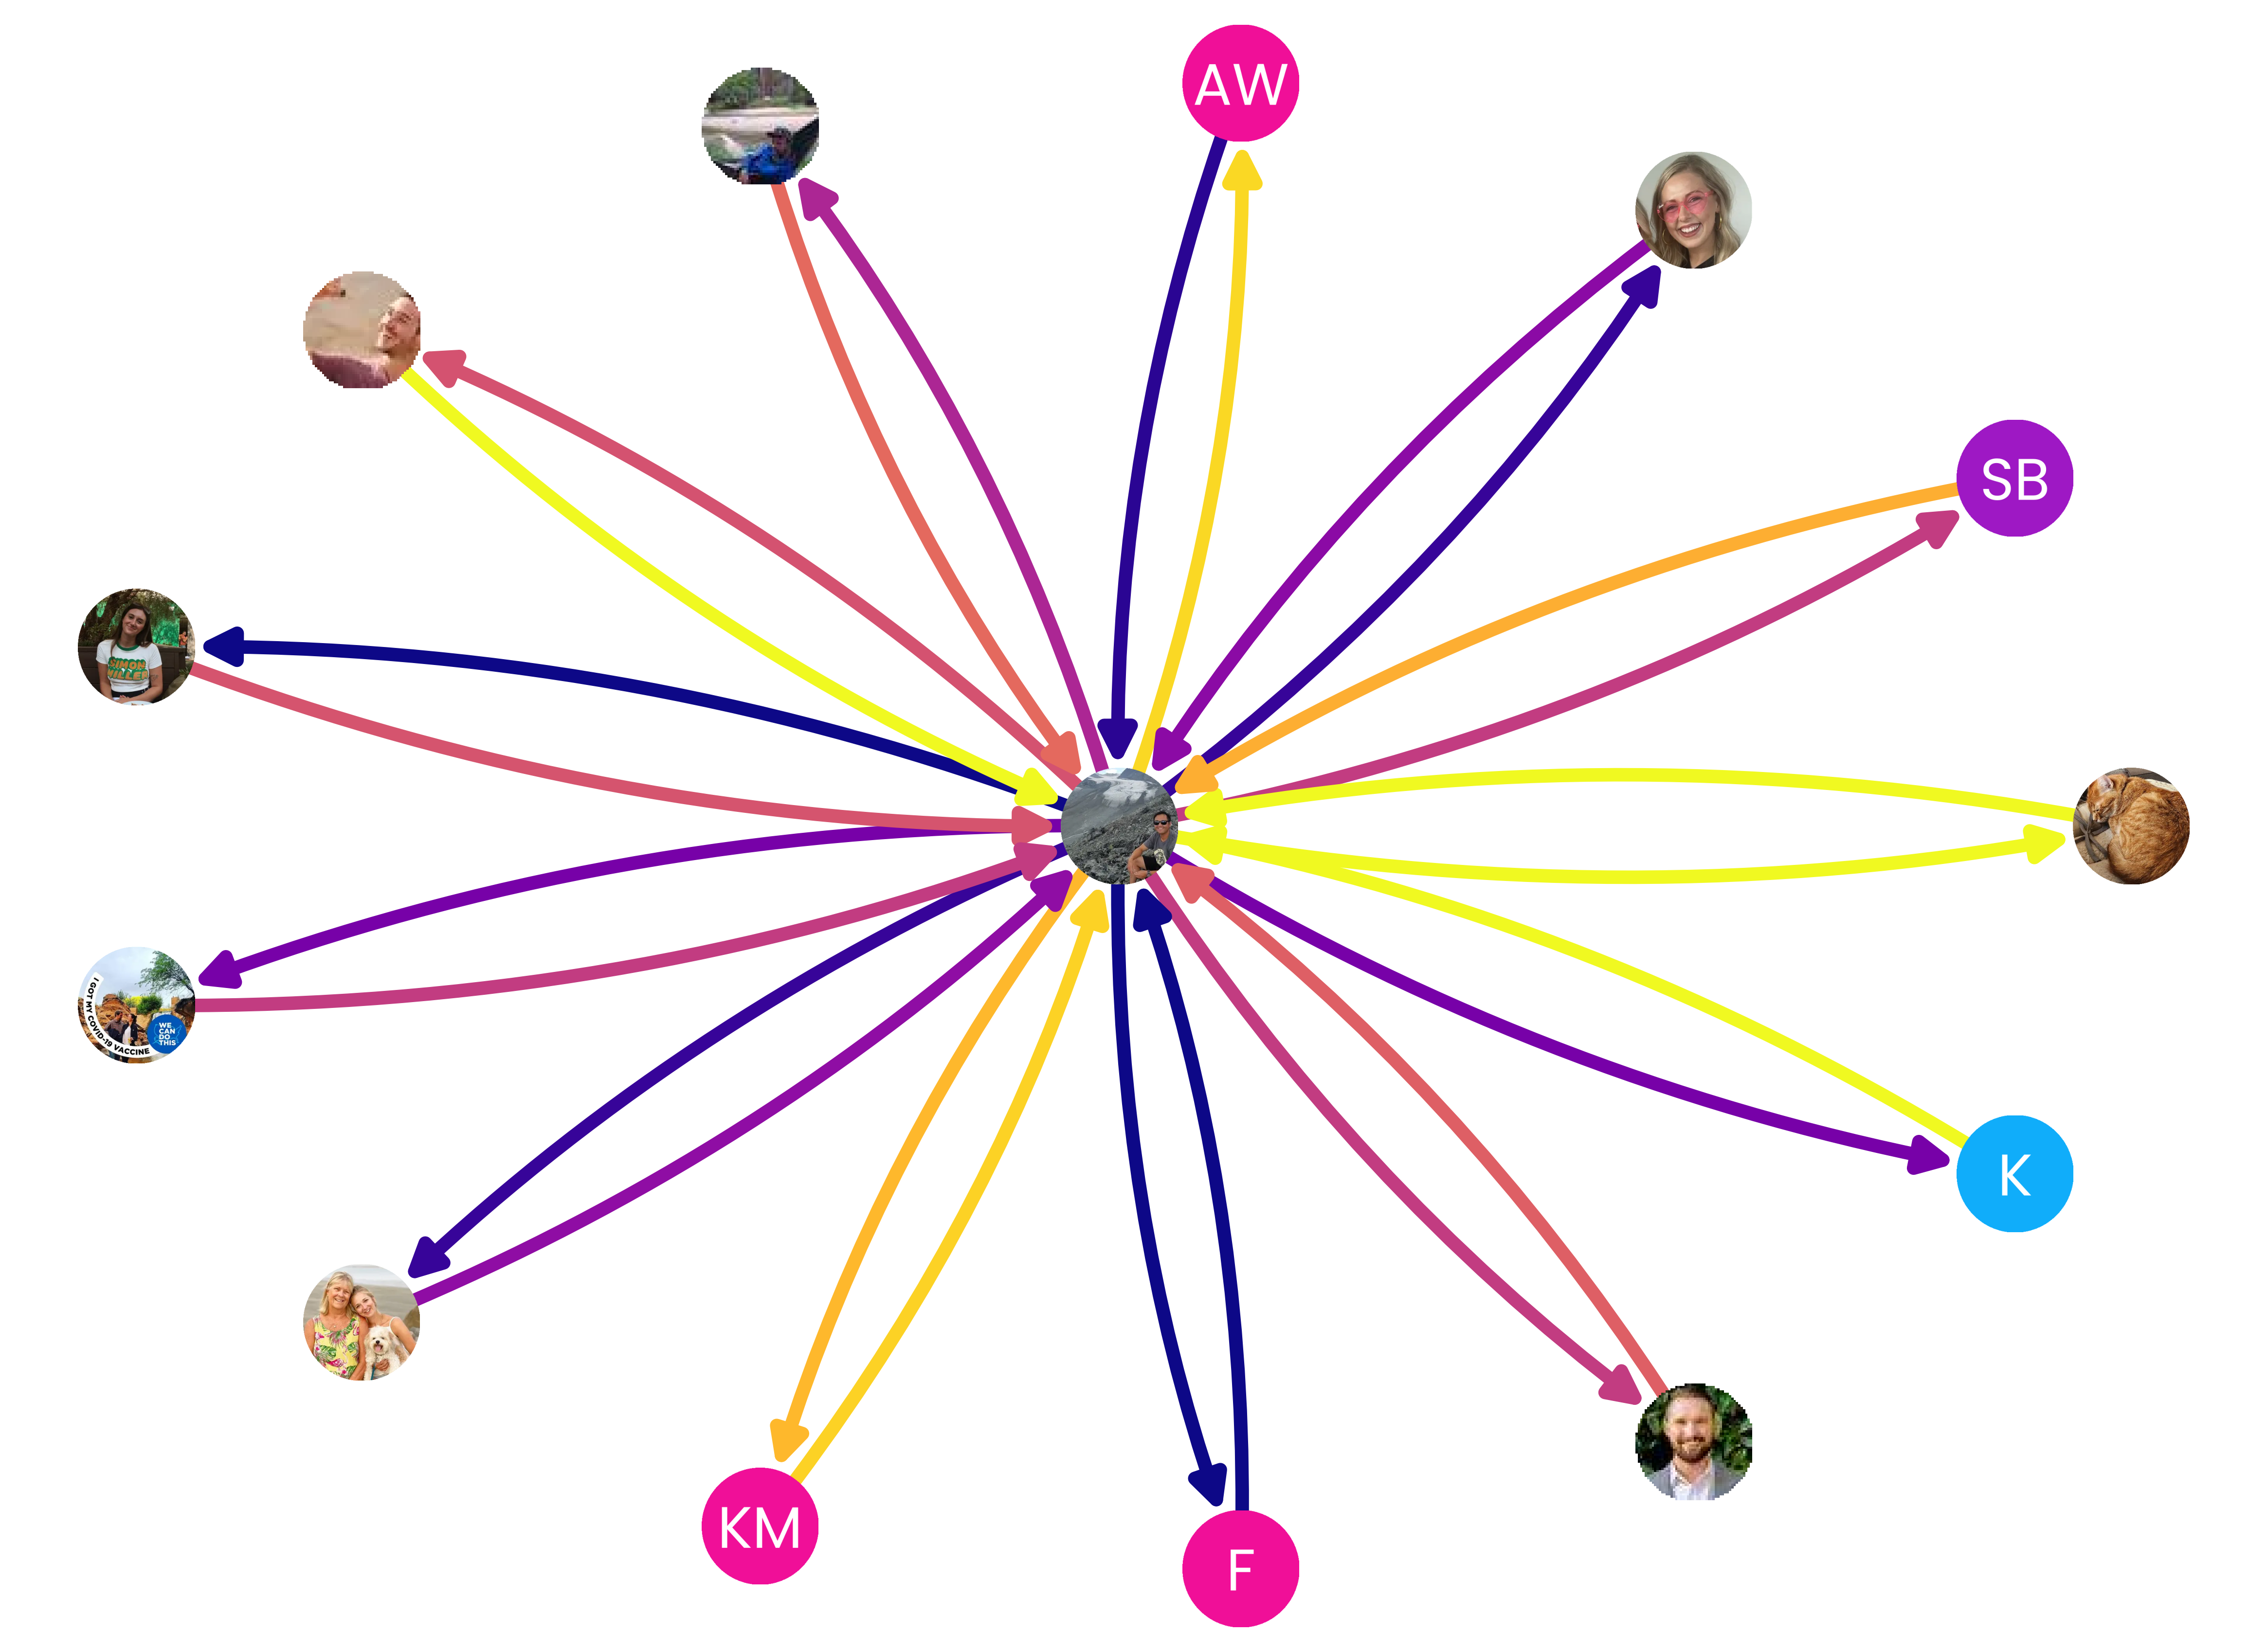 AW
SB
SIMON
MILLER
I GOT MY COVID-19 VACCINE
WE
CAN
DO
THIS
K
KM
F